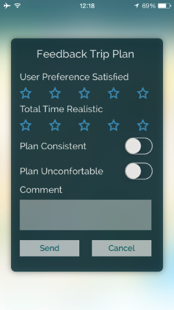 12:18
69%
Feedback Trip Plan
User Preference Satisfied
Total Time Realistic
Plan Consistent
Plan Unconfortable
Comment
Send
Cancel